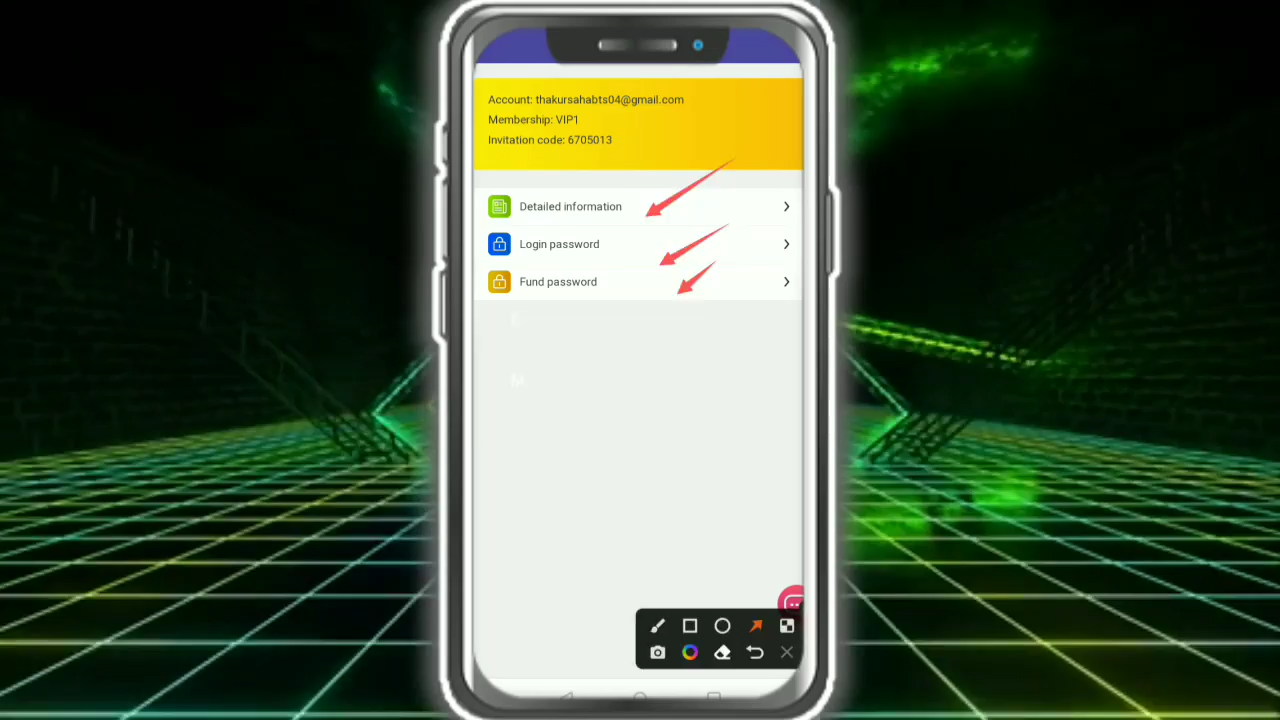 Account: thakursahabts04@gmail.com
Membership: VIP1
Invitation code: 6705013
Detailed information
Login password
Fund password
M